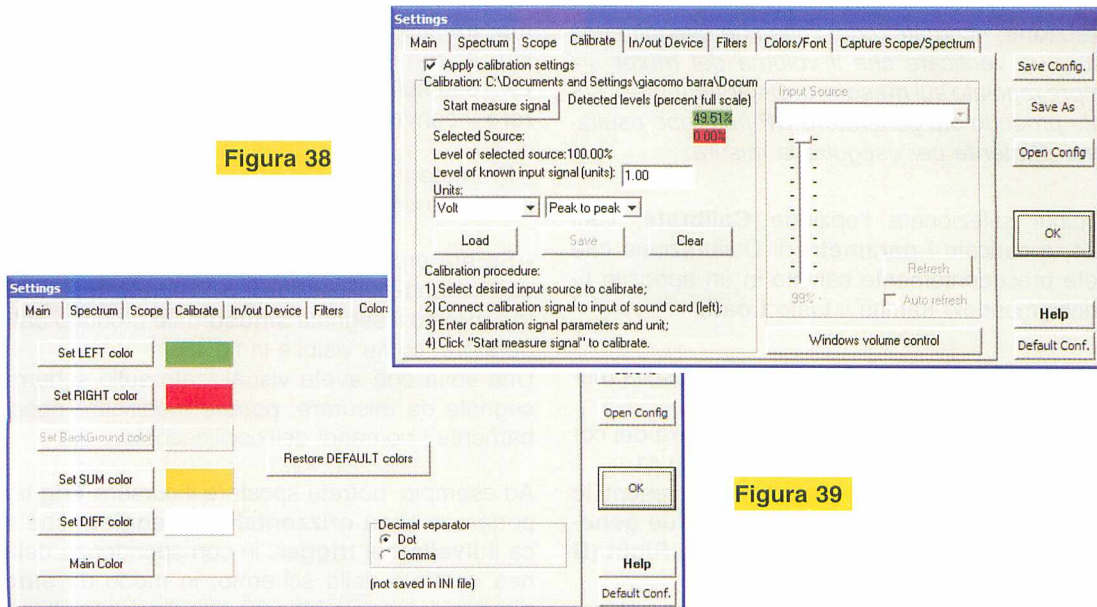 Settings
Main Spectrum Scope Calibrate In/out Device Filters Colors/Font Capture Scope/Spectrum
Apply calibration settings
Calibration: C:\Documents and Settings\giacomo barra\Docum
Start measure signal
Detected levels (percent full scale)
49.51%
0.00%
Selected Source:
Level of selected source:100.00%
Level of known input signal (units): 1.00
Units:
Volt Peak to peak
Load Save Clear
Calibration procedure:
1) Select desired input source to calibrate;
2) Connect calibration signal to input of sound card (left);
3) Enter calibration signal parameters and unit;
4) Click "Start measure signal" to calibrate.
Input Source
99%
Refresh
Auto refresh
Windows volume control
Save Config.
Save As
Open Config
OK
Help
Default Conf.
Figura 38
Settings
Main Spectrum Scope Calibrate In/out Device Filters
Set LEFT color
Set RIGHT color
Set BackGround color
Set SUM color
Set DIFF color
Main Color
Restore DEFAULT colors
Decimal separator
Dot
Comma
(not saved in INI file)
Open Config
OK
Help
Default Conf.
Figura 39